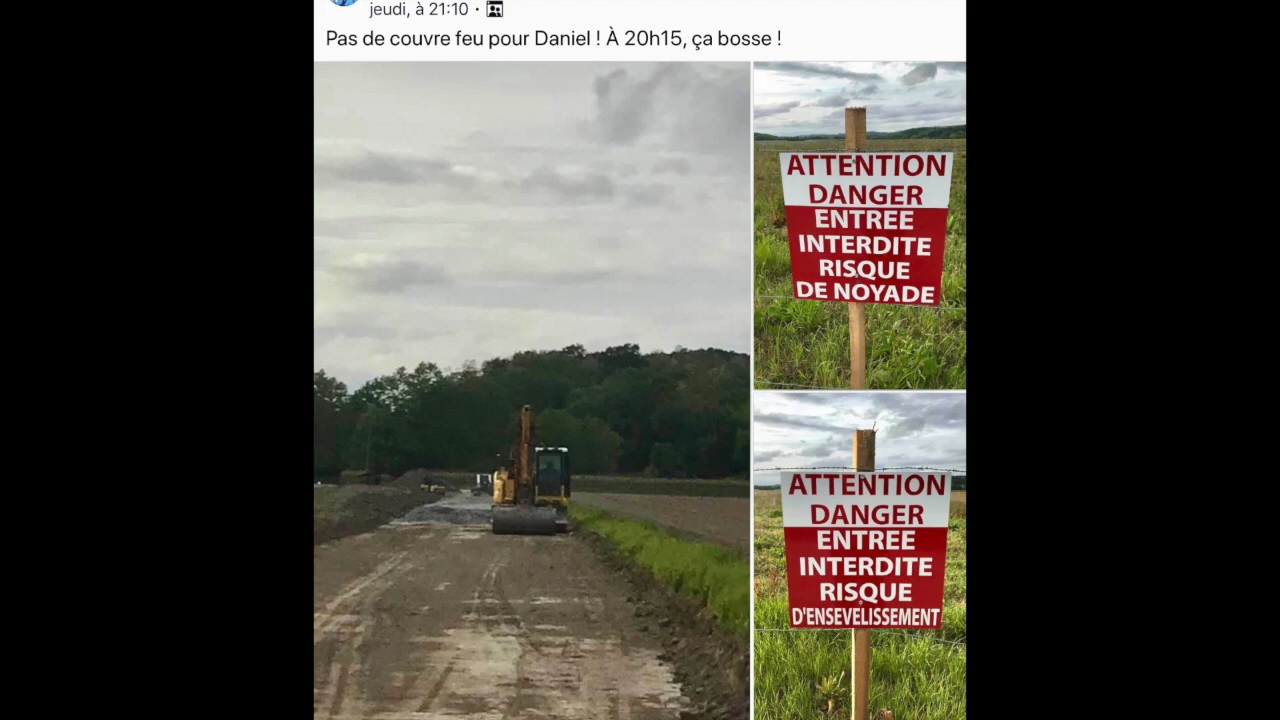 jeudi, à 21:10 ·
Pas de couvre feu pour Daniel ! À 20h15, ça bosse !
ATTENTION
DANGER
ENTREE
INTERDITE
RISQUE
DE NOYADE
ATTENTION
DANGER
ENTREE
INTERDITE
RISQUE
D'ENSEVELISSEMENT